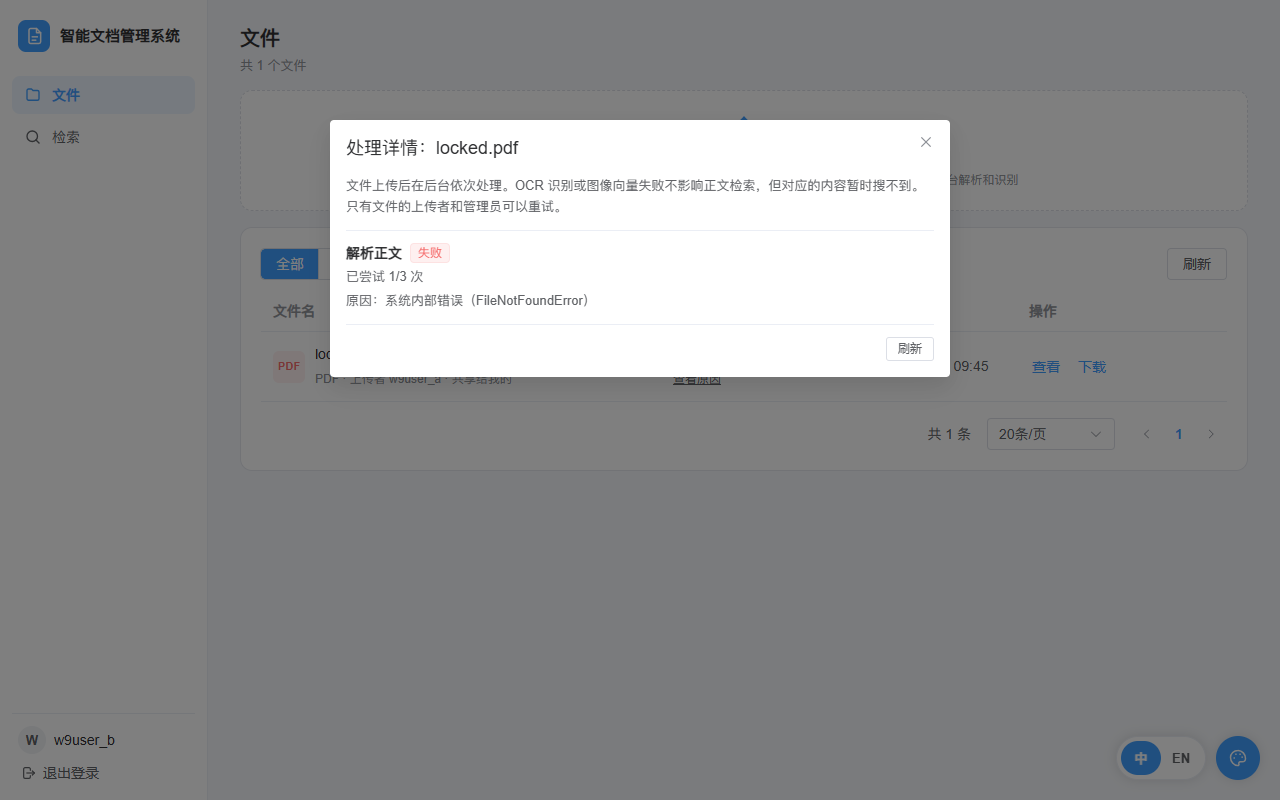 智能文档管理系统
文件
检索
文件
共 1 个文件
台解析和识别
处理详情：locked.pdf
文件上传后在后台依次处理。OCR 识别或图像向量失败不影响正文检索，但对应的内容暂时搜不到。
只有文件的上传者和管理员可以重试。
解析正文 失败
已尝试 1/3 次
原因：系统内部错误（FileNotFoundError）
刷新
全部
刷新
文件名
操作
PDF
loc
PDF · 上传者 w9user_a · 共享给我的
查看原因
09:45
查看 下载
共 1 条
20条/页
1
W
w9user_b
退出登录
中
EN